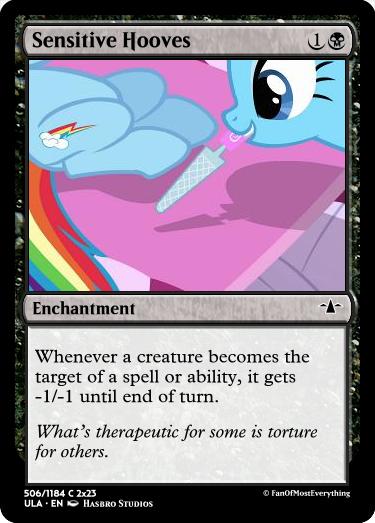 Sensitive Hooves 1
Enchantment
Whenever a creature becomes the
target of a spell or ability, it gets
-1/-1 until end of turn.
What's therapeutic for some is torture
for others.
506/1184 C 2x23
ULA • EN Hasbro Studios © FanOfMostEverything